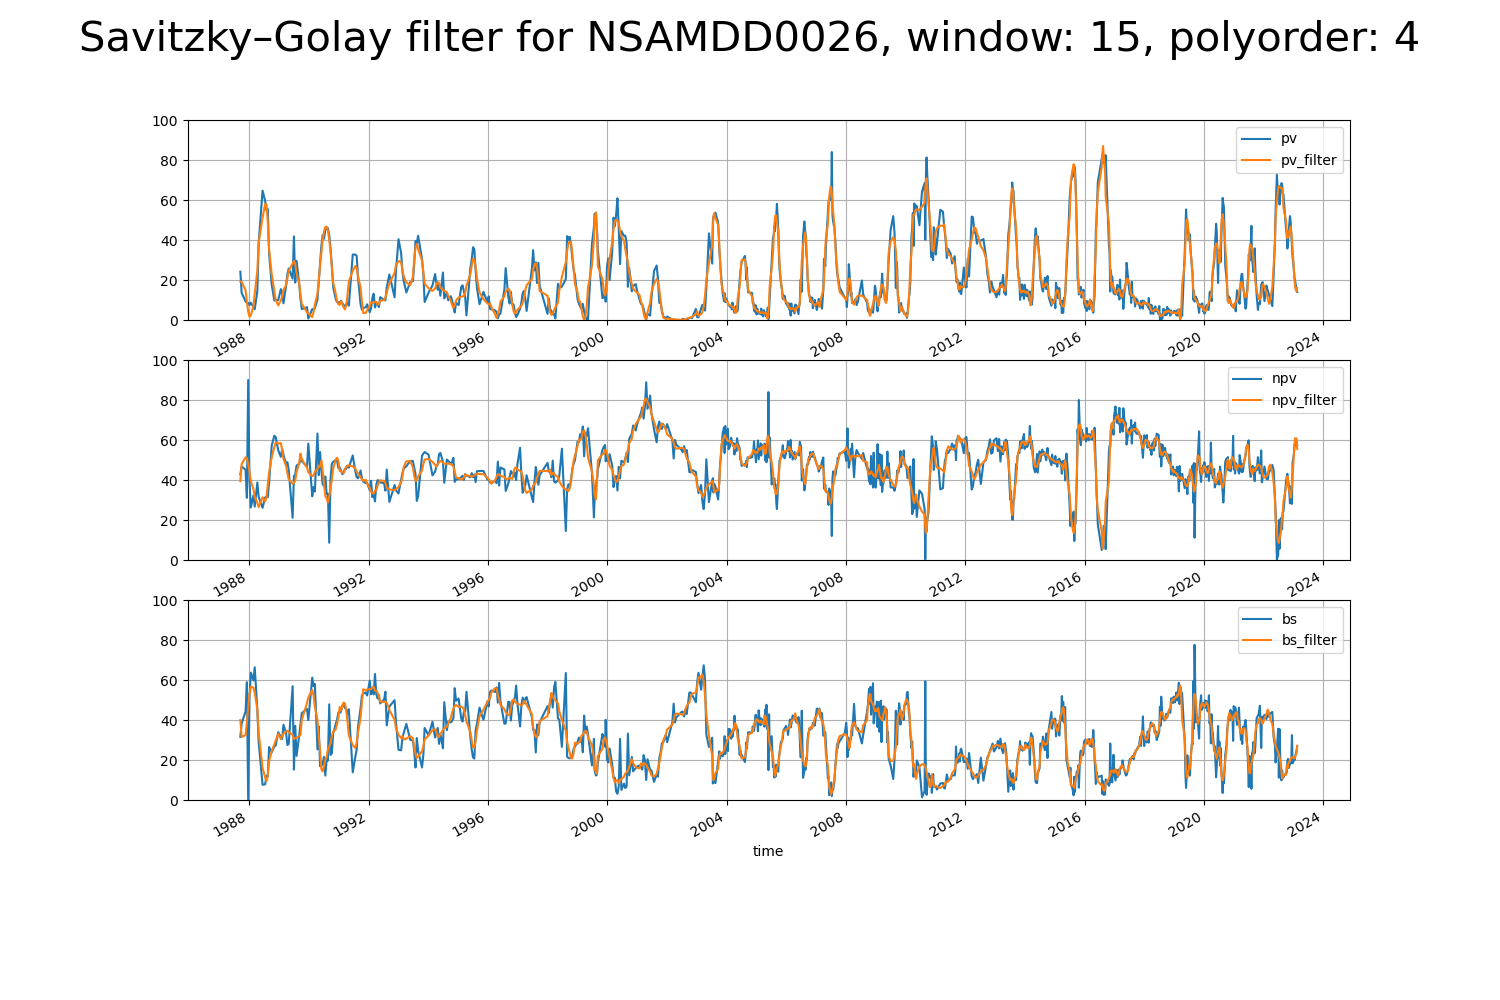 Savitzky–Golay filter for NSAMDD0026, window: 15, polyorder: 4
100
80
60
40
20
0
pv
pv_filter
1988 1992 1996 2000 2004 2008 2012 2016 2020 2024
100
80
60
40
20
0
npv
npv_filter
1988 1992 1996 2000 2004 2008 2012 2016 2020 2024
100
80
60
40
20
0
bs
bs_filter
1988 1992 1996 2000 2004 2008 2012 2016 2020 2024
time